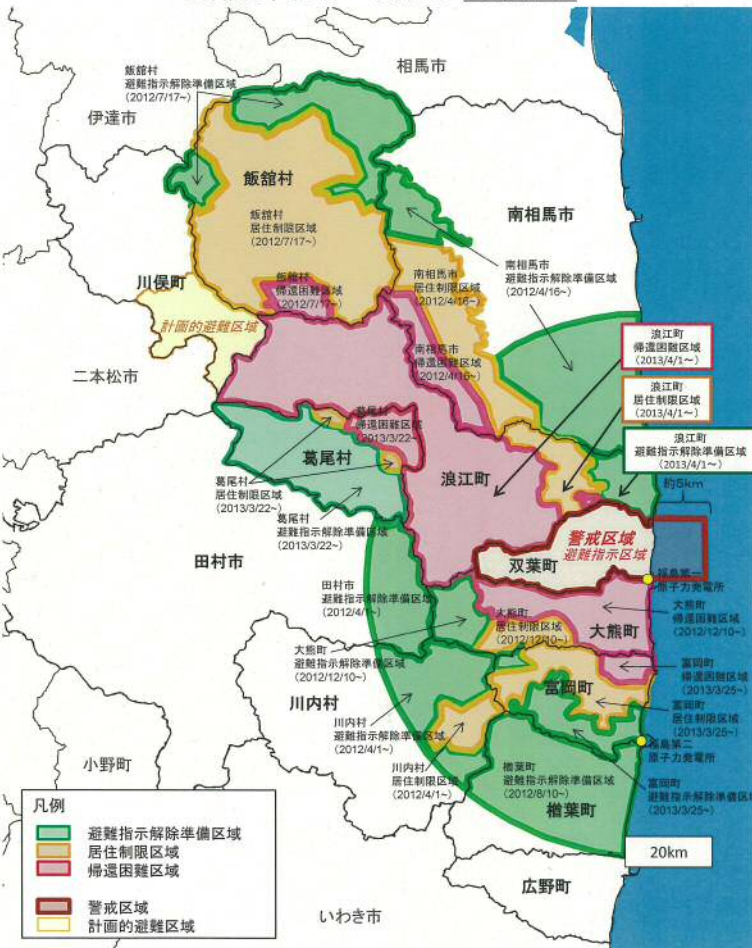 相馬市
飯舘村
避難指示解除準備区域
(2012/7/17~)
伊達市
飯舘村
飯舘村
居住制限区域
(2012/7/17~)
南相馬市
南相馬市
避難指示解除準備区域
(2012/4/16~)
川俣町
飯舘村
帰還困難区域
(2012/7/17~)
南相馬市
居住制限区域
(2012/4/16~)
計画的避難区域
浪江町
帰還困難区域
(2013/4/1~)
南相馬市
帰還困難区域
(2012/4/16~)
二本松市
浪江町
居住制限区域
(2013/4/1~)
葛尾村
帰還困難区域
(2013/3/22~
浪江町
避難指示解除準備区域
(2013/4/1~)
葛尾村
浪江町
約5km
葛尾村
居住制限区域
(2013/3/22~)
葛尾村
避難指示解除準備区域
(2013/3/22~)
警戒区域
避難指示区域
双葉町
田村市
福島第一
原子力発電所
田村市
避難指示解除準備区域
(2012/4/1~)
大熊町
居住制限区域
(2012/12/10~)
大熊町
帰還困難区域
(2012/12/10~)
大熊町
大熊町
避難指示解除準備区域
(2012/12/10~)
富岡町
帰還困難区域
(2013/3/25~)
富岡町
川内村
富岡町
居住制限区域
(2013/3/25~)
川内村
避難指示解除準備区域
(2012/4/1~)
福島第二
原子力発電所
小野町
川内村
居住制限区域
(2012/4/1~)
楢葉町
避難指示解除準備区域
(2012/8/10~)
富岡町
避難指示解除準備区域
(2013/3/25~)
楢葉町
凡例
避難指示解除準備区域
居住制限区域
帰還困難区域
警戒区域
計画的避難区域
20km
広野町
いわき市